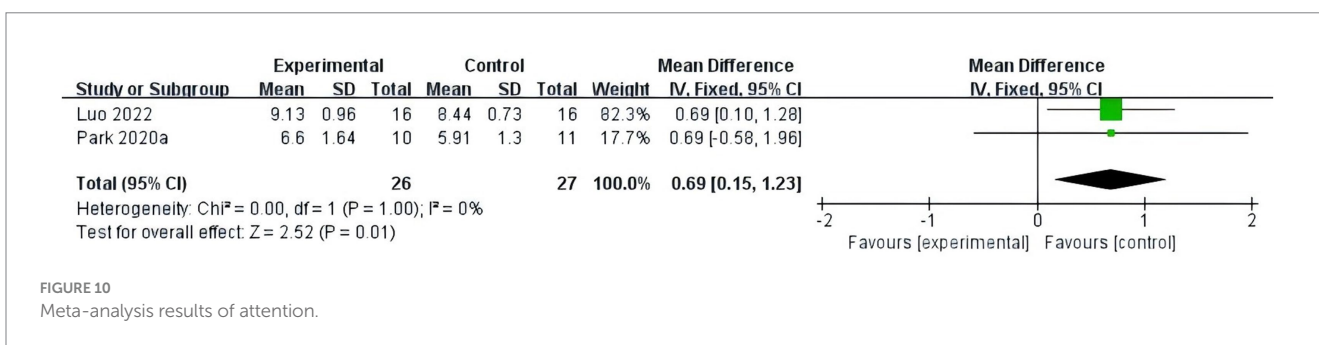 Experimental Control Mean Difference Mean Difference
Study or Subgroup Mean SD Total Mean SD Total Weight IV, Fixed, 95% CI IV, Fixed, 95% CI
Luo 2022 9.13 0.96 16 8.44 0.73 16 82.3% 0.69 [0.10, 1.28]
Park 2020a 6.6 1.64 10 5.91 1.3 11 17.7% 0.69 [-0.58, 1.96]
Total (95% CI) 26 27 100.0% 0.69 [0.15, 1.23]
Heterogeneity: Chi² = 0.00, df = 1 (P = 1.00); I² = 0%
Test for overall effect: Z = 2.52 (P = 0.01)
-2 -1 0 1 2
Favours [experimental] Favours [control]
FIGURE 10
Meta-analysis results of attention.